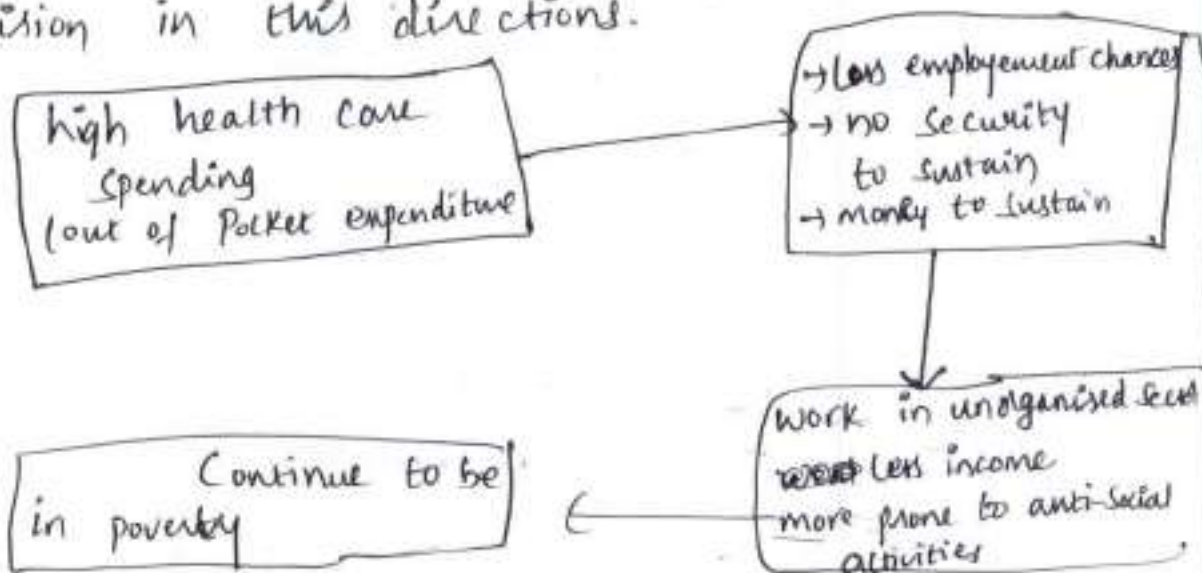 ision in this directions.
high health care
spending
(out of Pocket expenditure
→ Less employement chances
→ no security
to sustain
→ money to sustain
work in unorganised sect
Less income
more prone to anti-social
activities
Continue to be
in poverty